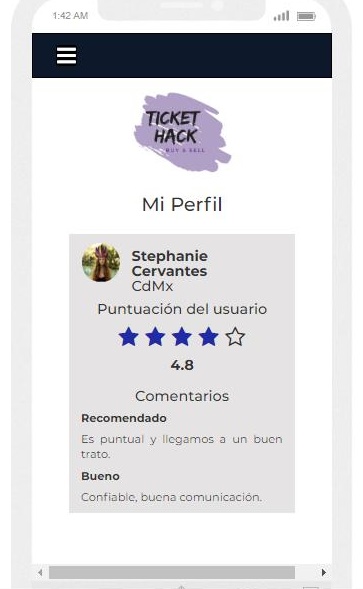 1:42 AM
TICKET
HACK
BUY & SELL
Mi Perfil
Stephanie
Cervantes
CdMx
Puntuación del usuario
4.8
Comentarios
Recomendado
Es puntual y llegamos a un buen
trato.
Bueno
Confiable, buena comunicación.